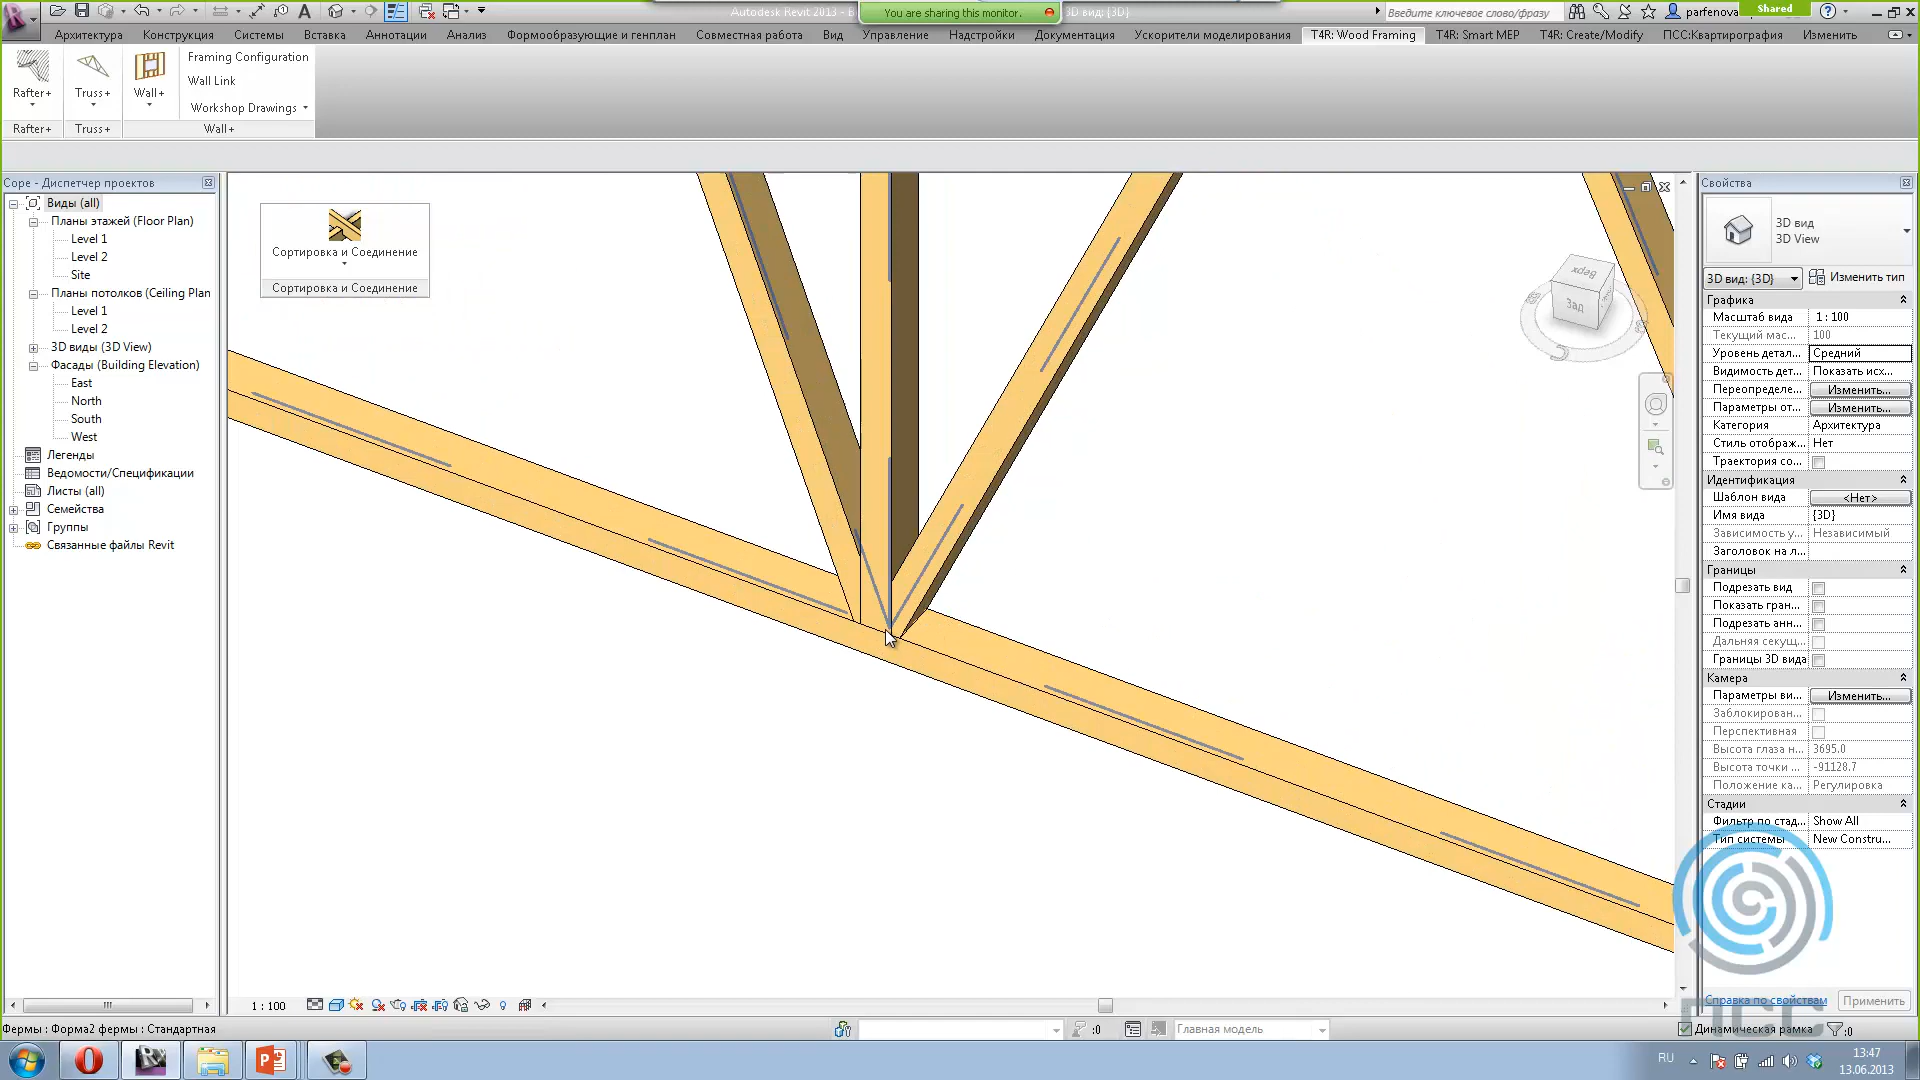 Autodesk Revit 2013 -
You are sharing this monitor.
3D вид: {3D}
Введите ключевое слово/фразу
parfenova
Shared
Архитектура
Конструкция
Системы
Вставка
Аннотации
Анализ
Формообразующие и генплан
Совместная работа
Вид
Управление
Надстройки
Документация
Ускорители моделирования
T4R: Wood Framing
T4R: Smart MEP
T4R: Create/Modify
ПСС:Квартирография
Изменить
Rafter+
Truss+
Wall+
Framing Configuration
Wall Link
Workshop Drawings
Rafter+
Truss+
Wall+
Cope - Диспетчер проектов
Виды (all)
Планы этажей (Floor Plan)
Level 1
Level 2
Site
Планы потолков (Ceiling Plan
Level 1
Level 2
3D виды (3D View)
Фасады (Building Elevation)
East
North
South
West
Легенды
Ведомости/Спецификации
Листы (all)
Семейства
Группы
Связанные файлы Revit
Сортировка и Соединение
Сортировка и Соединение
Верх
Зад
Свойства
3D вид
3D View
3D вид: {3D}
Изменить тип
Графика
Масштаб вида 1 : 100
Текущий мас... 100
Уровень детал... Средний
Видимость дет... Показать исх...
Переопределе... Изменить...
Параметры от... Изменить...
Категория Архитектура
Стиль отображ... Нет
Траектория со...
Идентификация
Шаблон вида <Нет>
Имя вида {3D}
Зависимость у... Независимый
Заголовок на л...
Границы
Подрезать вид
Показать гран...
Подрезать анн...
Дальняя секущ...
Границы 3D вида
Камера
Параметры ви... Изменить...
Заблокирован...
Перспективная
Высота глаза н... 3695.0
Высота точки ... -91128.7
Положение ка... Регулировка
Стадии
Фильтр по стад... Show All
Тип системы New Constru...
Справка по свойствам
Применить
ПСС
1 : 100
Фермы : Форма2 фермы : Стандартная
:0
Главная модель
Динамическая рамка
:0
RU
13:47
13.06.2013